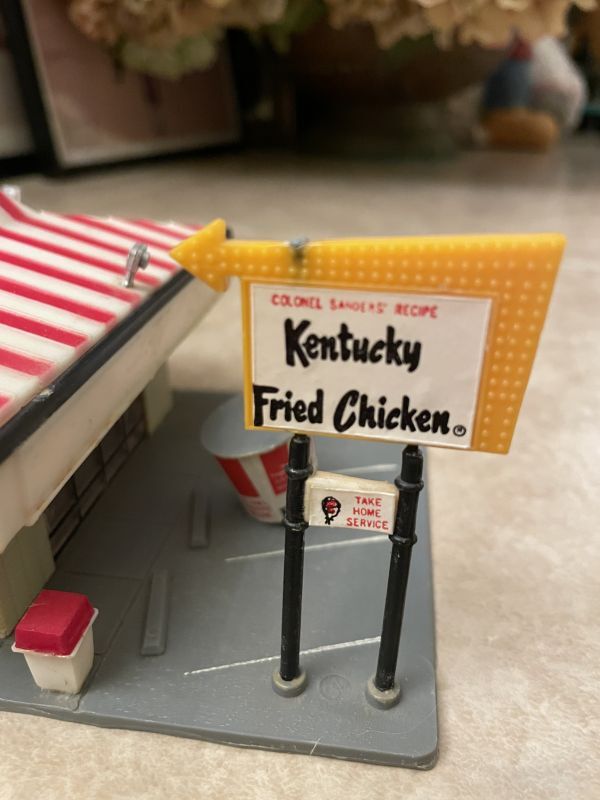 COLONEL SANDERS' RECIPE
Kentucky
Fried Chicken®
TAKE
HOME
SERVICE